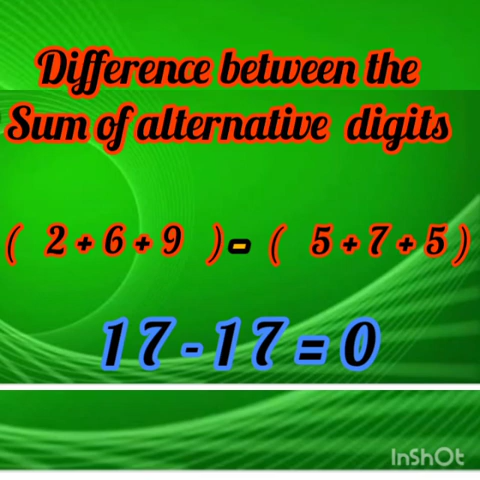 Difference between the
Sum of alternative digits
( 2 + 6 + 9 ) - ( 5 + 7 + 5 )
17 - 17 = 0
InShOt